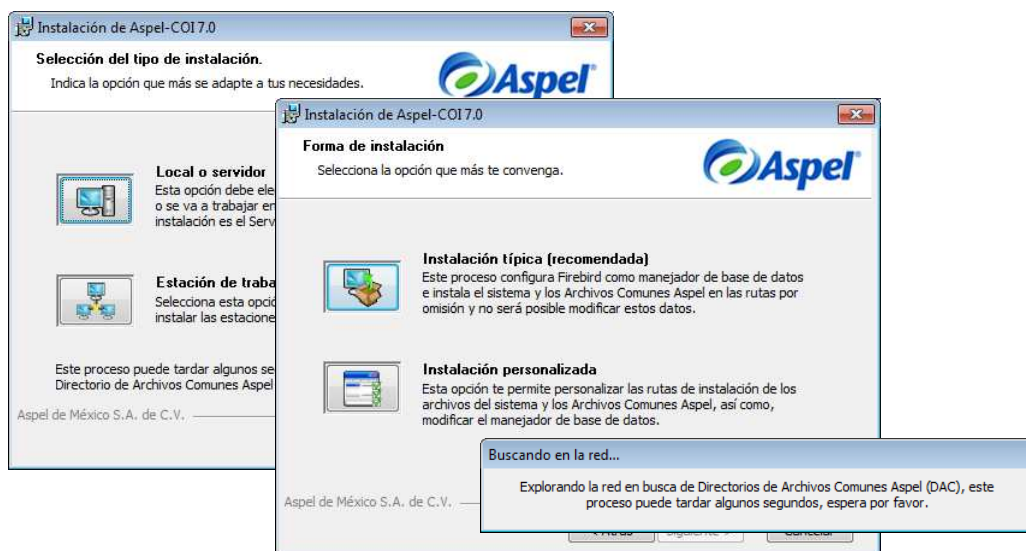 Instalación de Aspel-COI 7.0
Selección del tipo de instalación.
Indica la opción que más se adapte a tus necesidades.
Aspel
Local o servidor
Esta opción debe ele
o se va a trabajar en
instalación es el Serv
Estación de traba
Selecciona esta opció
instalar las estacione
Este proceso puede tardar algunos se
Directorio de Archivos Comunes Aspel
Aspel de México S.A. de C.V.
Instalación de Aspel-COI 7.0
Forma de instalación
Selecciona la opción que más te convenga.
Aspel
Instalación típica (recomendada)
Este proceso configura Firebird como manejador de base de datos
e instala el sistema y los Archivos Comunes Aspel en las rutas por
omisión y no será posible modificar estos datos.
Instalación personalizada
Esta opción te permite personalizar las rutas de instalación de los
archivos del sistema y los Archivos Comunes Aspel, así como,
modificar el manejador de base de datos.
Aspel de México S.A. de C.V.
Buscando en la red...
Explorando la red en busca de Directorios de Archivos Comunes Aspel (DAC), este
proceso puede tardar algunos segundos, espera por favor.